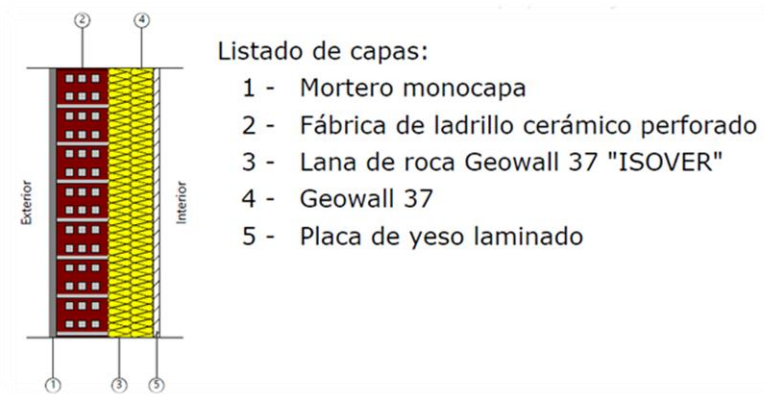 2
4
Listado de capas:
1 - Mortero monocapa
2 - Fábrica de ladrillo cerámico perforado
3 - Lana de roca Geowall 37 "ISOVER"
4 - Geowall 37
5 - Placa de yeso laminado
Exterior
Interior
1
3
5